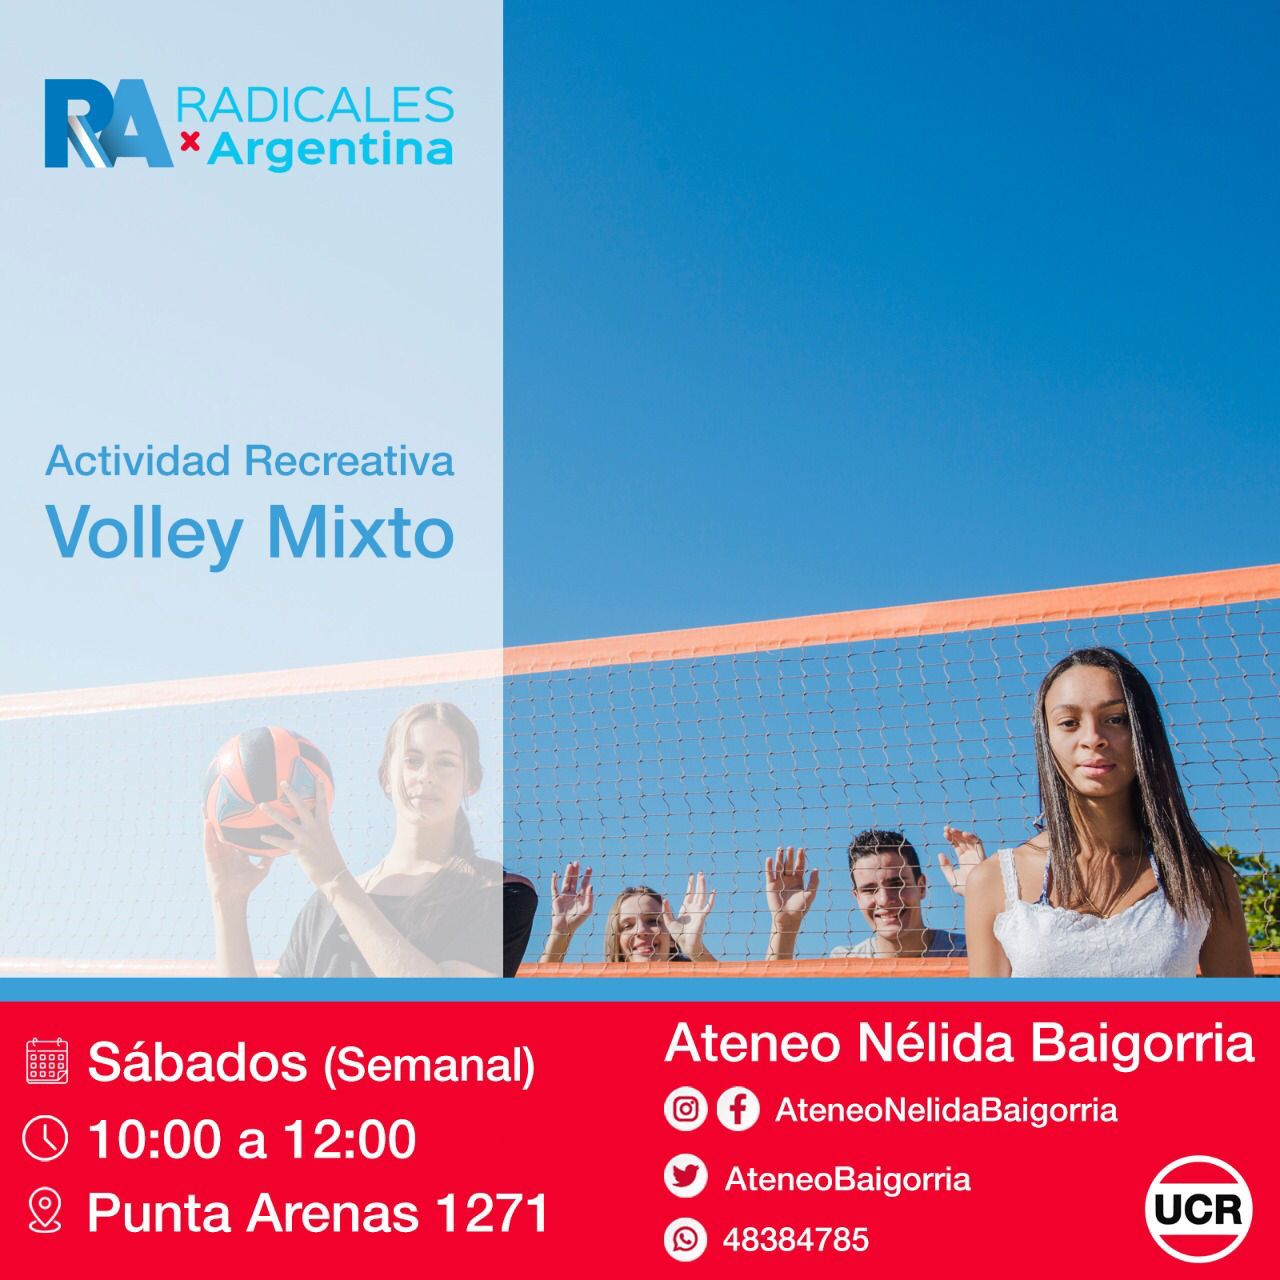 RA RADICALES
x Argentina
Actividad Recreativa
Volley Mixto
Sábados (Semanal)
10:00 a 12:00
Punta Arenas 1271
Ateneo Nélida Baigorria
AteneoNelidaBaigorria
AteneoBaigorria
48384785
UCR